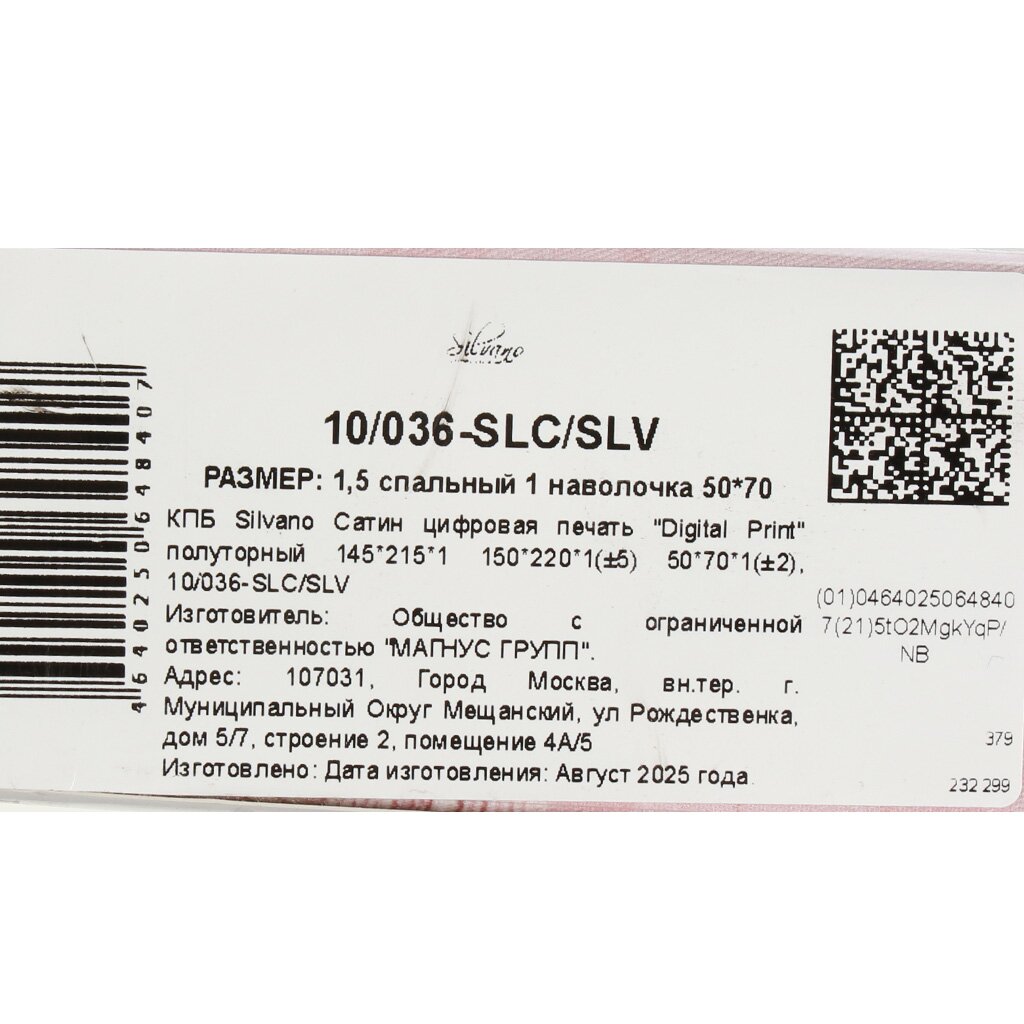 Silvano
10/036-SLC/SLV
РАЗМЕР: 1,5 спальный 1 наволочка 50*70
КПБ Silvano Сатин цифровая печать "Digital Print"
полуторный 145*215*1 150*220*1(±5) 50*70*1(±2),
10/036-SLC/SLV
Изготовитель: Общество с ограниченной
ответственностью "МАГНУС ГРУПП".
Адрес: 107031, Город Москва, вн.тер. г.
Муниципальный Округ Мещанский, ул Рождественка,
дом 5/7, строение 2, помещение 4А/5
Изготовлено: Дата изготовления: Август 2025 года
4640250648407
(01)0464025064840
7(21)5tO2MgkYqP/
NB
379
232 299